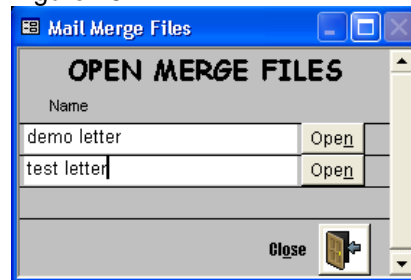 Mail Merge Files
OPEN MERGE FILES
Name
demo letter Open
test letter Open
Close